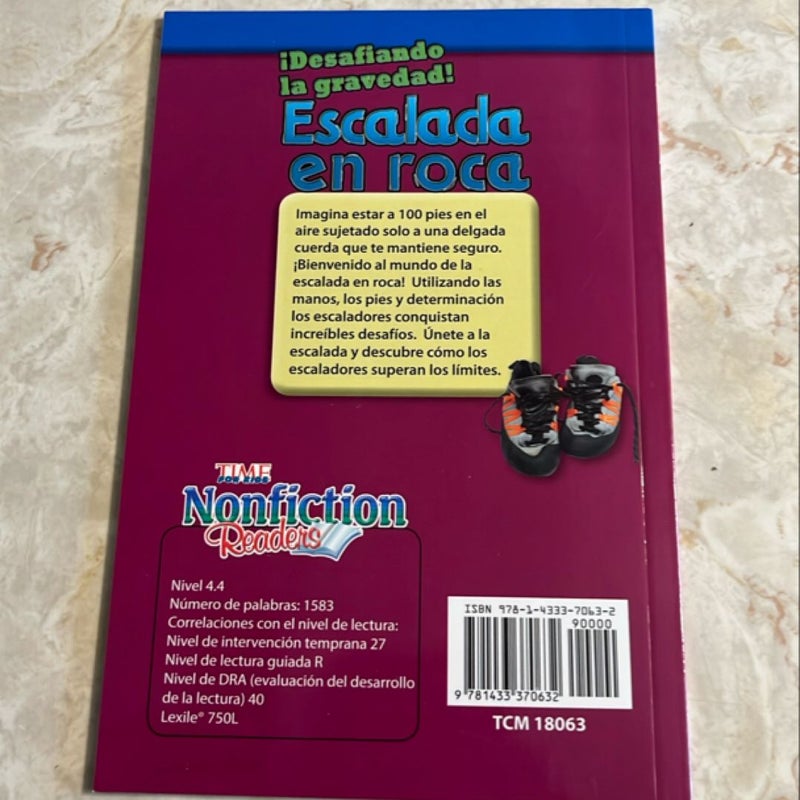 ¡Desafiando
la gravedad!
Escalada
en roca
Imagina estar a 100 pies en el
aire sujetado solo a una delgada
cuerda que te mantiene seguro.
¡Bienvenido al mundo de la
escalada en roca! Utilizando las
manos, los pies y determinación
los escaladores conquistan
increíbles desafíos. Únete a la
escalada y descubre cómo los
escaladores superan los límites.
TIME
FOR KIDS
Nonfiction
Readers
Nivel 4.4
Número de palabras: 1583
Correlaciones con el nivel de lectura:
Nivel de intervención temprana 27
Nivel de lectura guiada R
Nivel de DRA (evaluación del desarrollo
de la lectura) 40
Lexile® 750L
ISBN 978-1-4333-7063-2
90000
9 781433 370632
TCM 18063